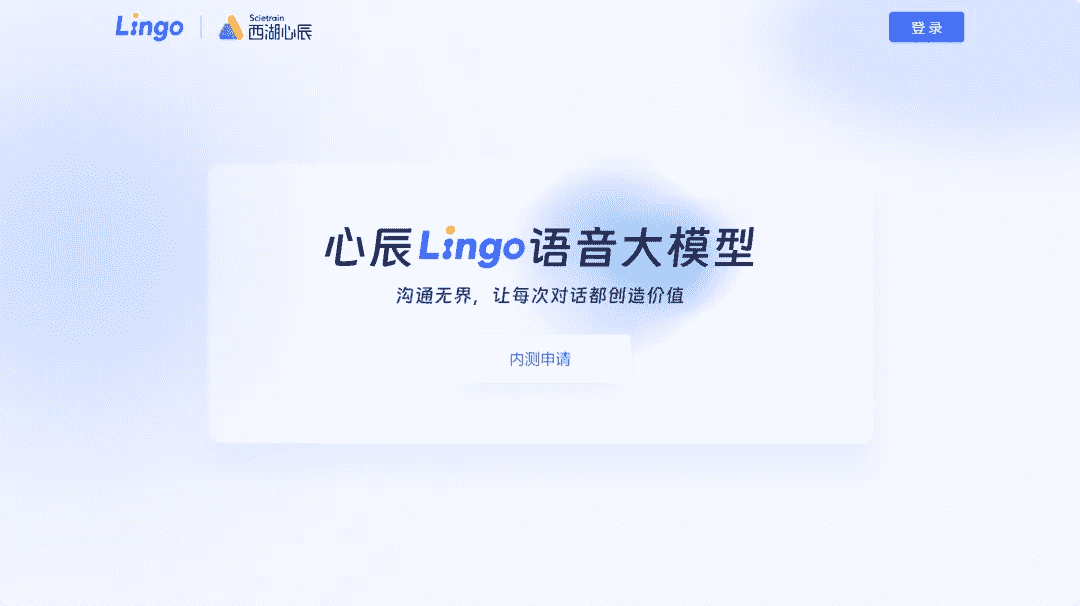 Lingo
Scietrain
西湖心辰
登录
心辰Lingo语音大模型
沟通无界，让每次对话都创造价值
内测申请